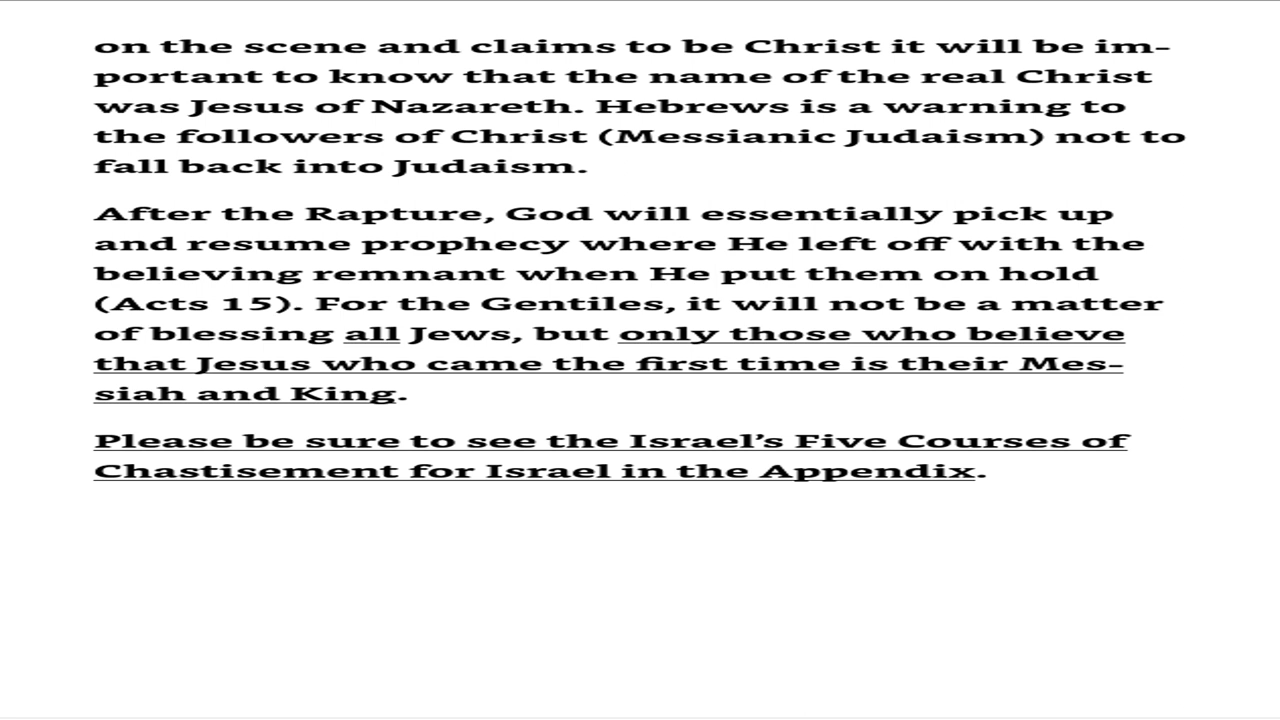 on the scene and claims to be Christ it will be im-
portant to know that the name of the real Christ
was Jesus of Nazareth. Hebrews is a warning to
the followers of Christ (Messianic Judaism) not to
fall back into Judaism.
After the Rapture, God will essentially pick up
and resume prophecy where He left off with the
believing remnant when He put them on hold
(Acts 15). For the Gentiles, it will not be a matter
of blessing all Jews, but only those who believe
that Jesus who came the first time is their Mes-
siah and King.
Please be sure to see the Israel’s Five Courses of
Chastisement for Israel in the Appendix.